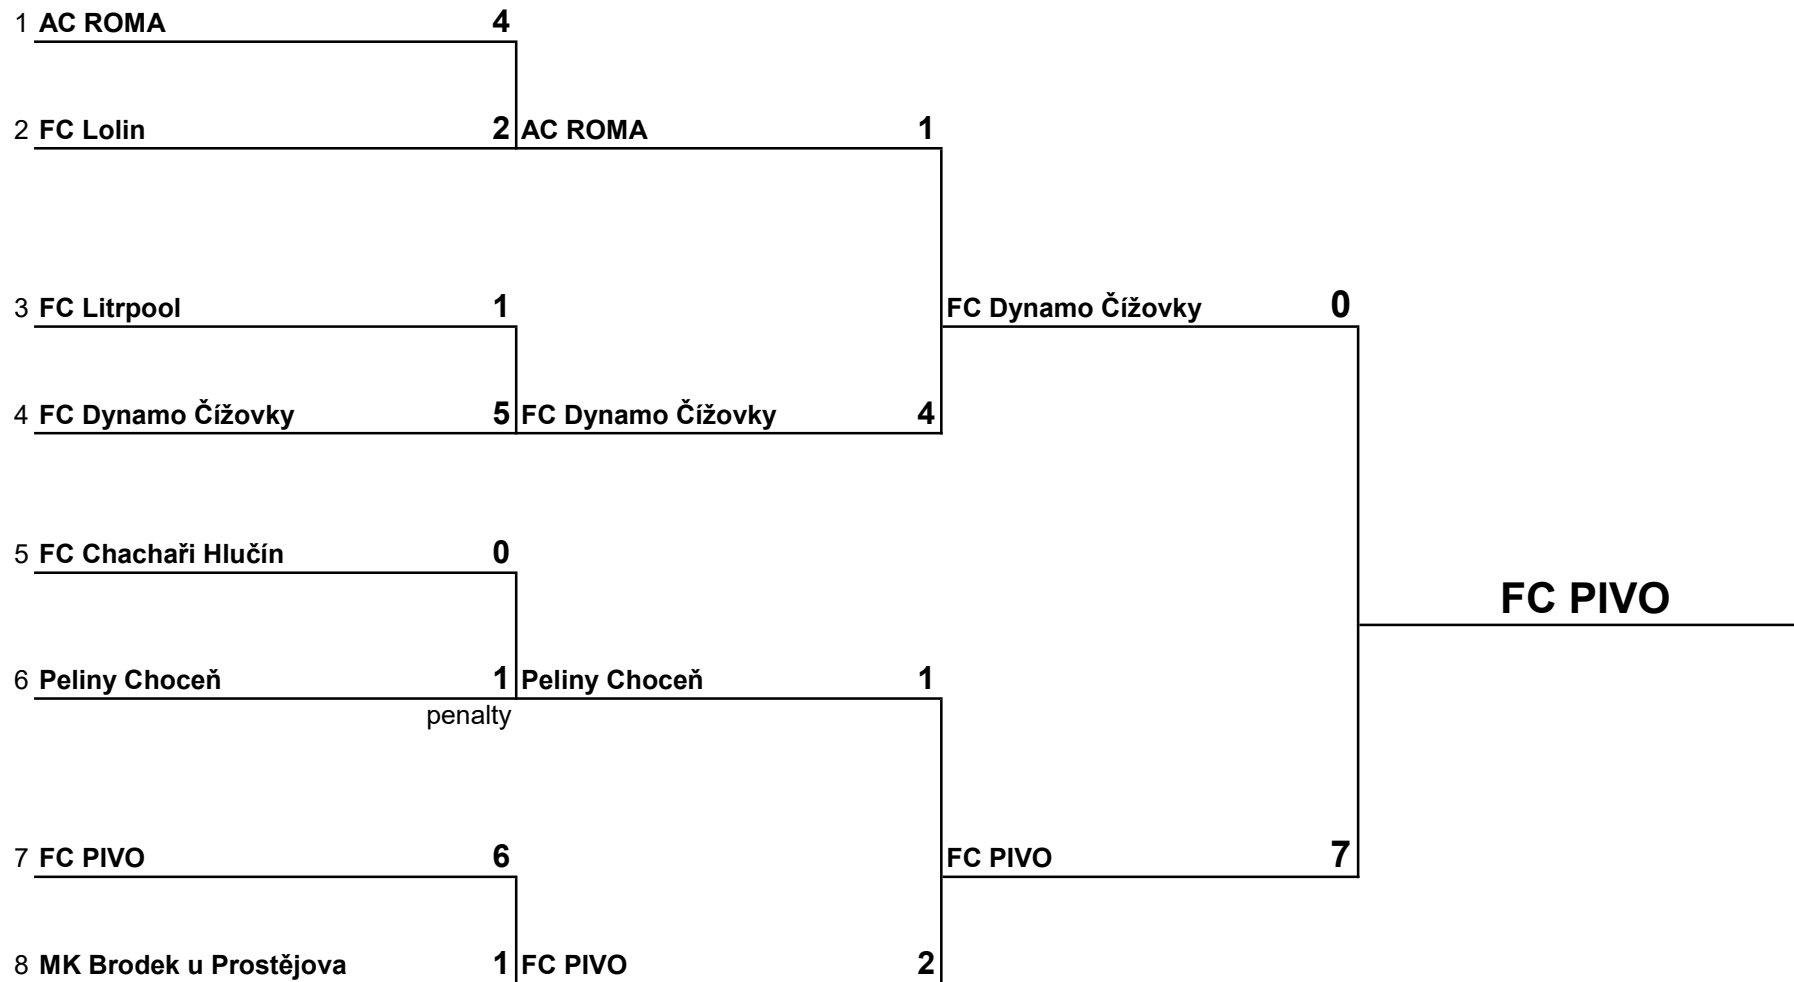 1 AC ROMA 4
2 FC Lolin 2 AC ROMA 1
3 FC Litrpool 1 FC Dynamo Čížovky 0
4 FC Dynamo Čížovky 5 FC Dynamo Čížovky 4
5 FC Chachaři Hlučín 0
FC PIVO
6 Peliny Choceň 1 Peliny Choceň 1
penalty
7 FC PIVO 6 FC PIVO 7
8 MK Brodek u Prostějova 1 FC PIVO 2